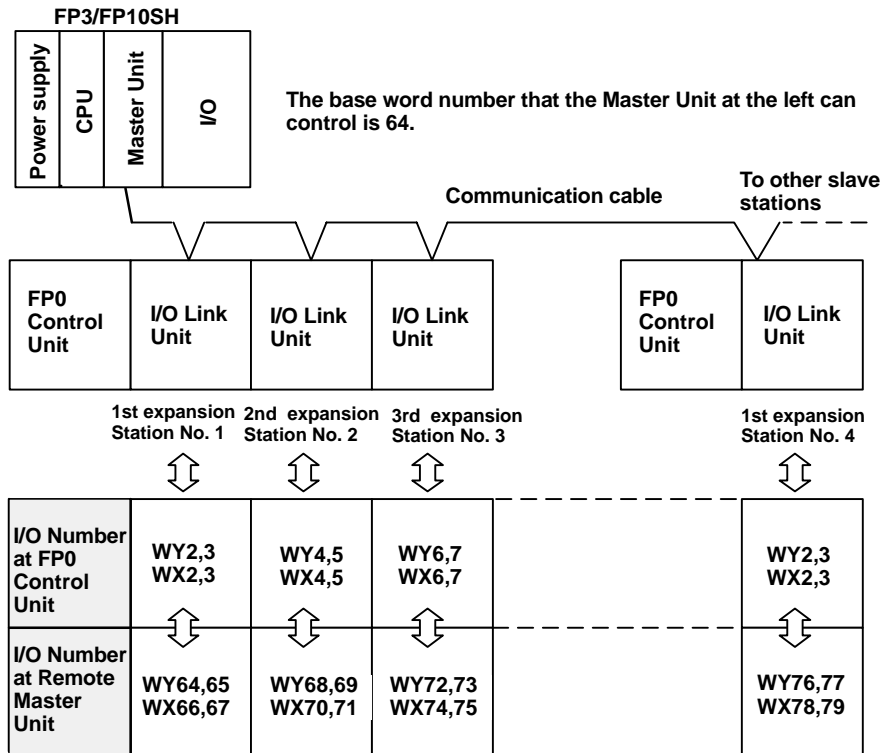 FP3/FP10SH
Power supply
CPU
Master Unit
I/O
The base word number that the Master Unit at the left can
control is 64.
Communication cable
To other slave
stations
FP0
Control
Unit
I/O Link
Unit
I/O Link
Unit
I/O Link
Unit
FP0
Control
Unit
I/O Link
Unit
1st expansion
Station No. 1
2nd expansion
Station No. 2
3rd expansion
Station No. 3
1st expansion
Station No. 4
I/O Number
at FP0
Control
Unit
WY2,3
WX2,3
WY4,5
WX4,5
WY6,7
WX6,7
WY2,3
WX2,3
I/O Number
at Remote
Master
Unit
WY64,65
WX66,67
WY68,69
WX70,71
WY72,73
WX74,75
WY76,77
WX78,79